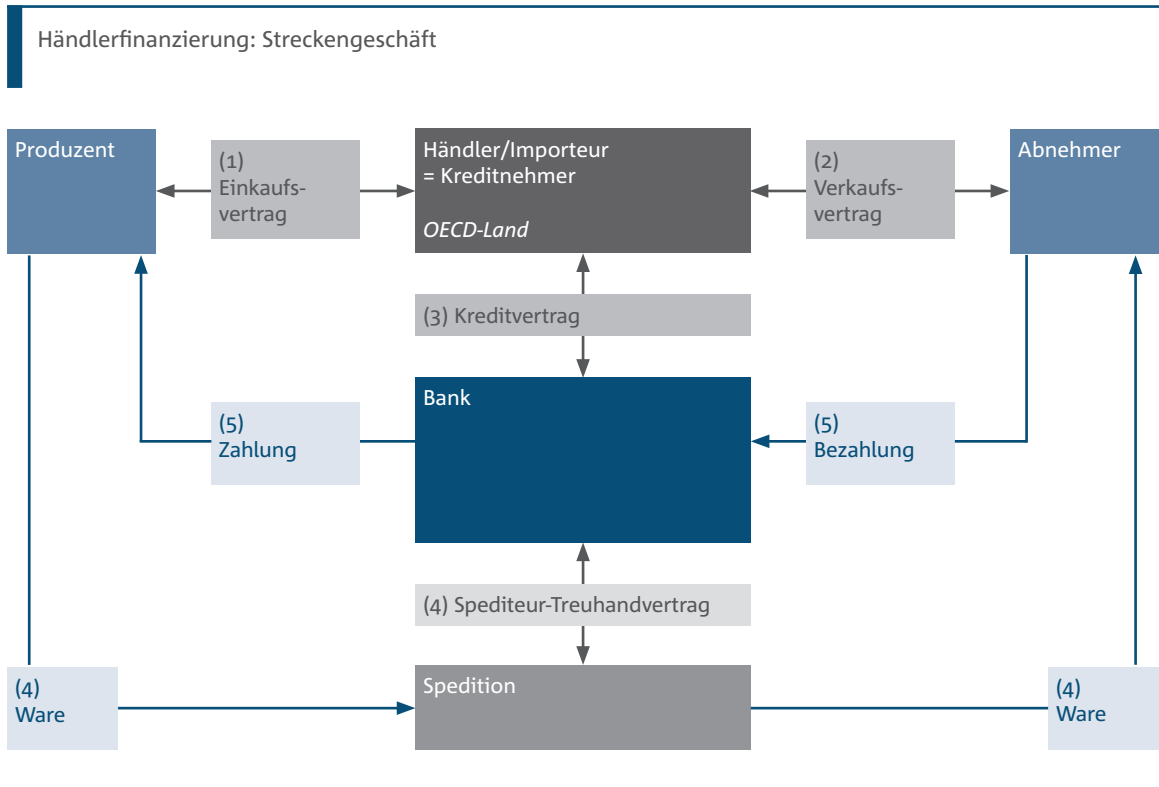 Händlerfinanzierung: Streckengeschäft
Produzent
(1)
Einkaufs-
vertrag
Händler/Importeur
= Kreditnehmer
OECD-Land
(2)
Verkaufs-
vertrag
Abnehmer
(3) Kreditvertrag
Bank
(5)
Zahlung
(5)
Bezahlung
(4) Spediteur-Treuhandvertrag
(4)
Ware
Spedition
(4)
Ware